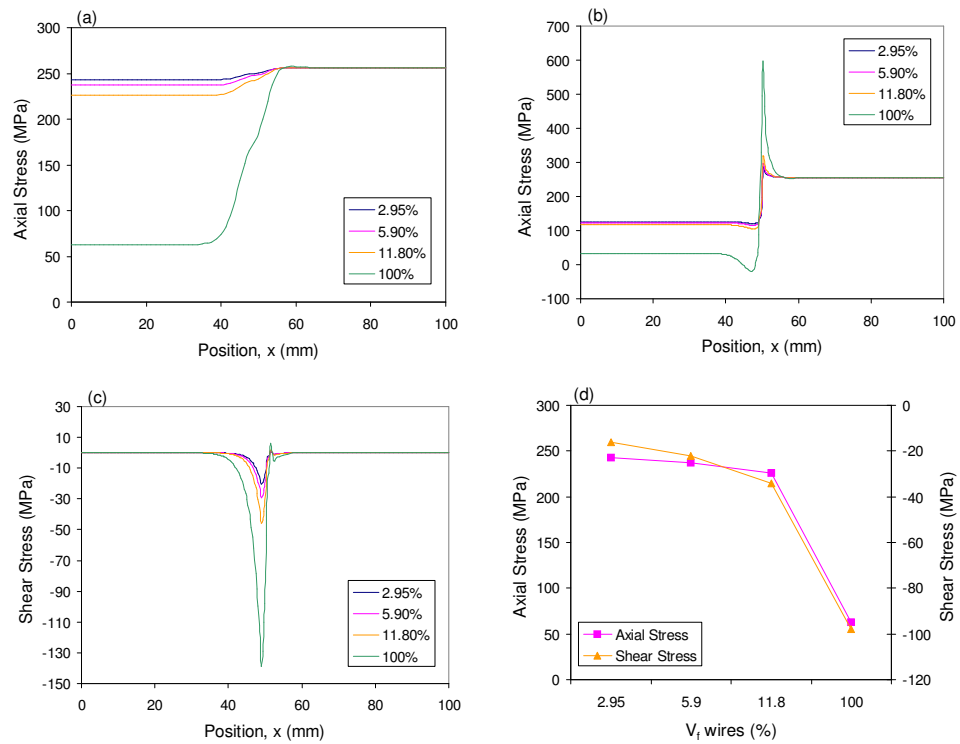 (a)
Axial Stress (MPa)
300
250
200
150
100
50
0
0 20 40 60 80 100
Position, x (mm)
2.95%
5.90%
11.80%
100%
(b)
Axial Stress (MPa)
700
600
500
400
300
200
100
0
-100
0 20 40 60 80 100
Position, x (mm)
2.95%
5.90%
11.80%
100%
(c)
Shear Stress (MPa)
30
10
-10
-30
-50
-70
-90
-110
-130
-150
0 20 40 60 80 100
Position, x (mm)
2.95%
5.90%
11.80%
100%
(d)
Axial Stress (MPa)
300
250
200
150
100
50
0
2.95 5.9 11.8 100
Vf wires (%)
Axial Stress
Shear Stress
0
-20
-40
-60
-80
-100
-120
Shear Stress (MPa)